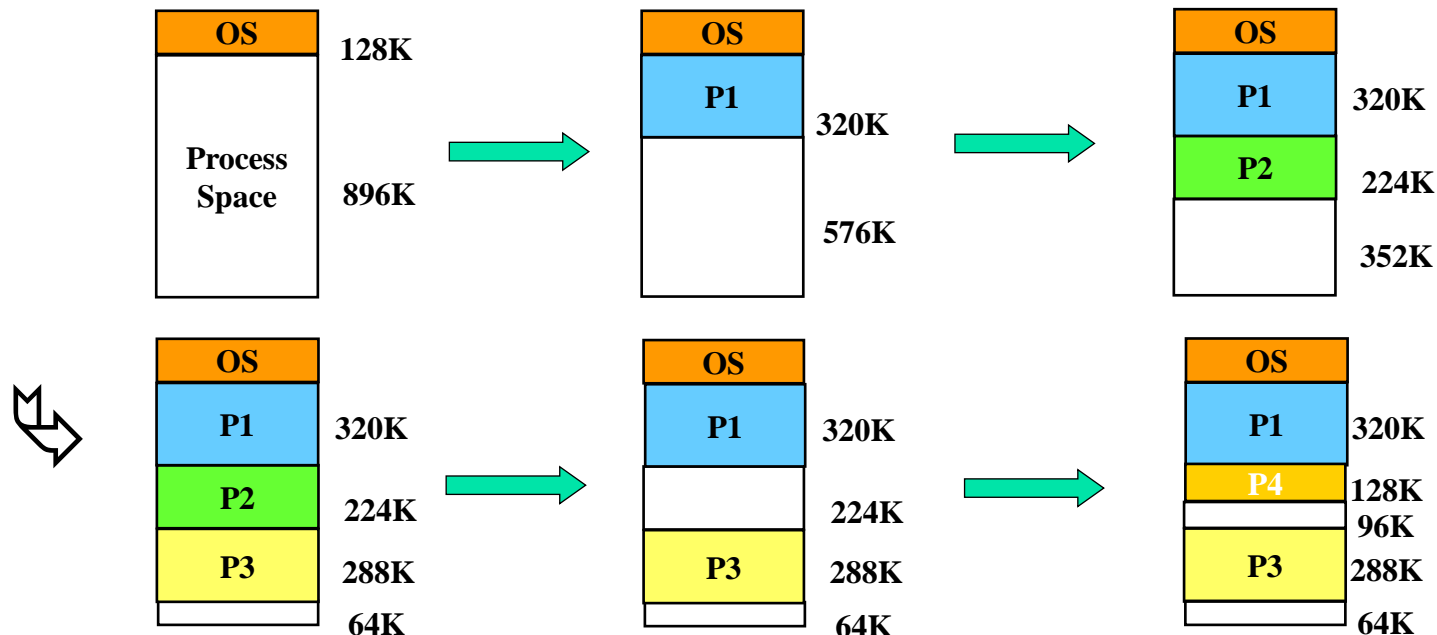 OS
128K
Process
Space
896K
OS
P1
320K
576K
OS
P1
320K
P2
224K
352K
OS
P1
320K
P2
224K
P3
288K
64K
OS
P1
320K
224K
P3
288K
64K
OS
P1
320K
P4
128K
96K
P3
288K
64K